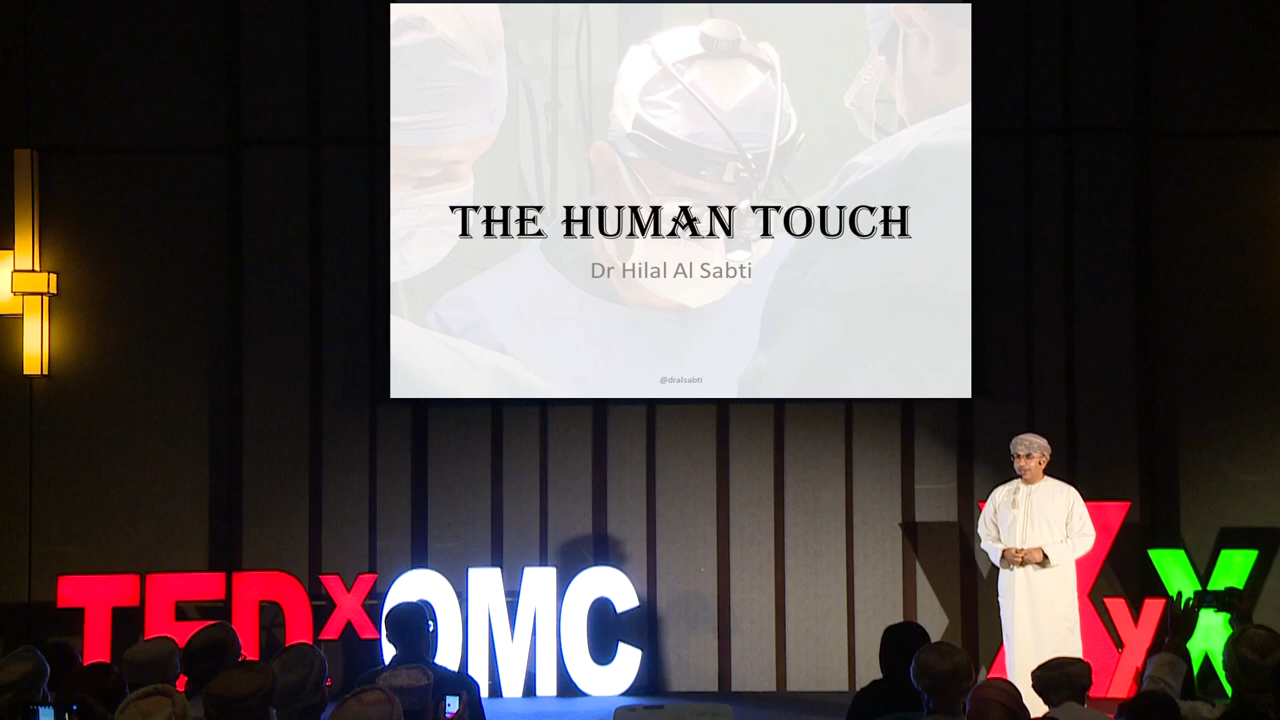 THE HUMAN TOUCH
Dr Hilal Al Sabti
@dralsabti
TEDxOMC
X y X